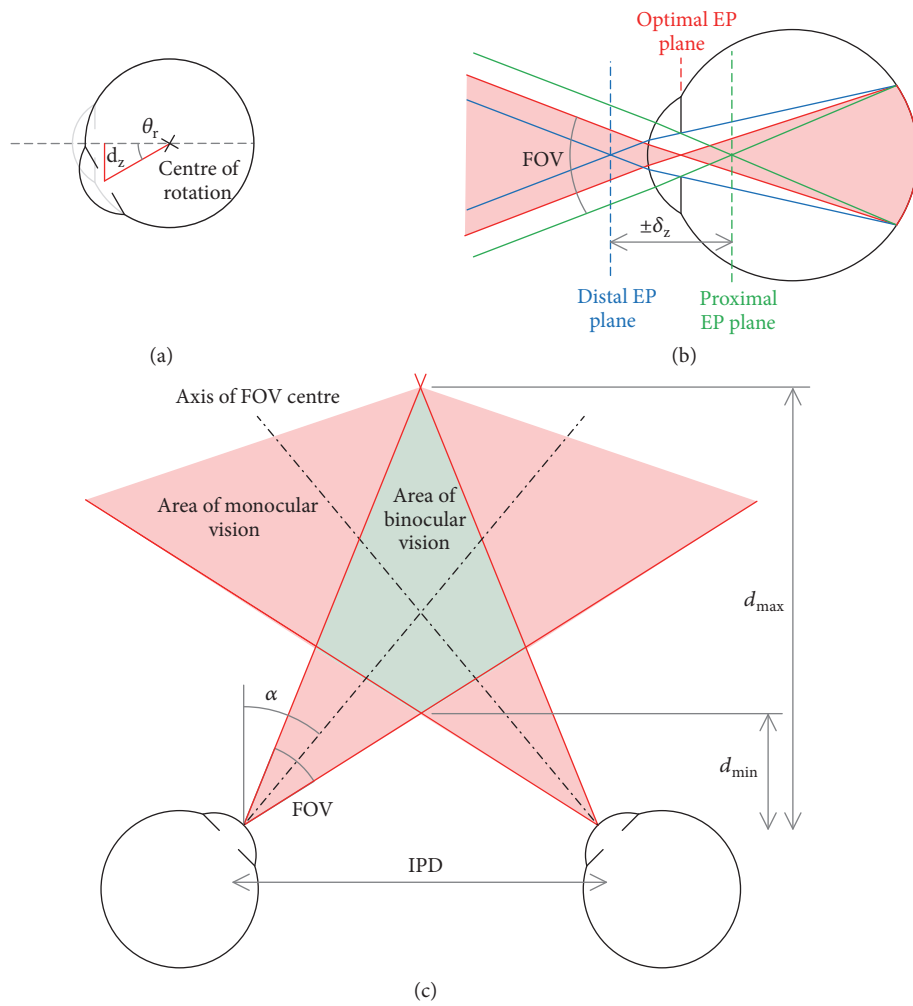 θr
dz
Centre of
rotation
(a)
Optimal EP
plane
FOV
±δz
Distal EP
plane
Proximal
EP plane
(b)
Axis of FOV centre
Area of monocular
vision
Area of
binocular
vision
dmax
α
dmin
FOV
IPD
(c)